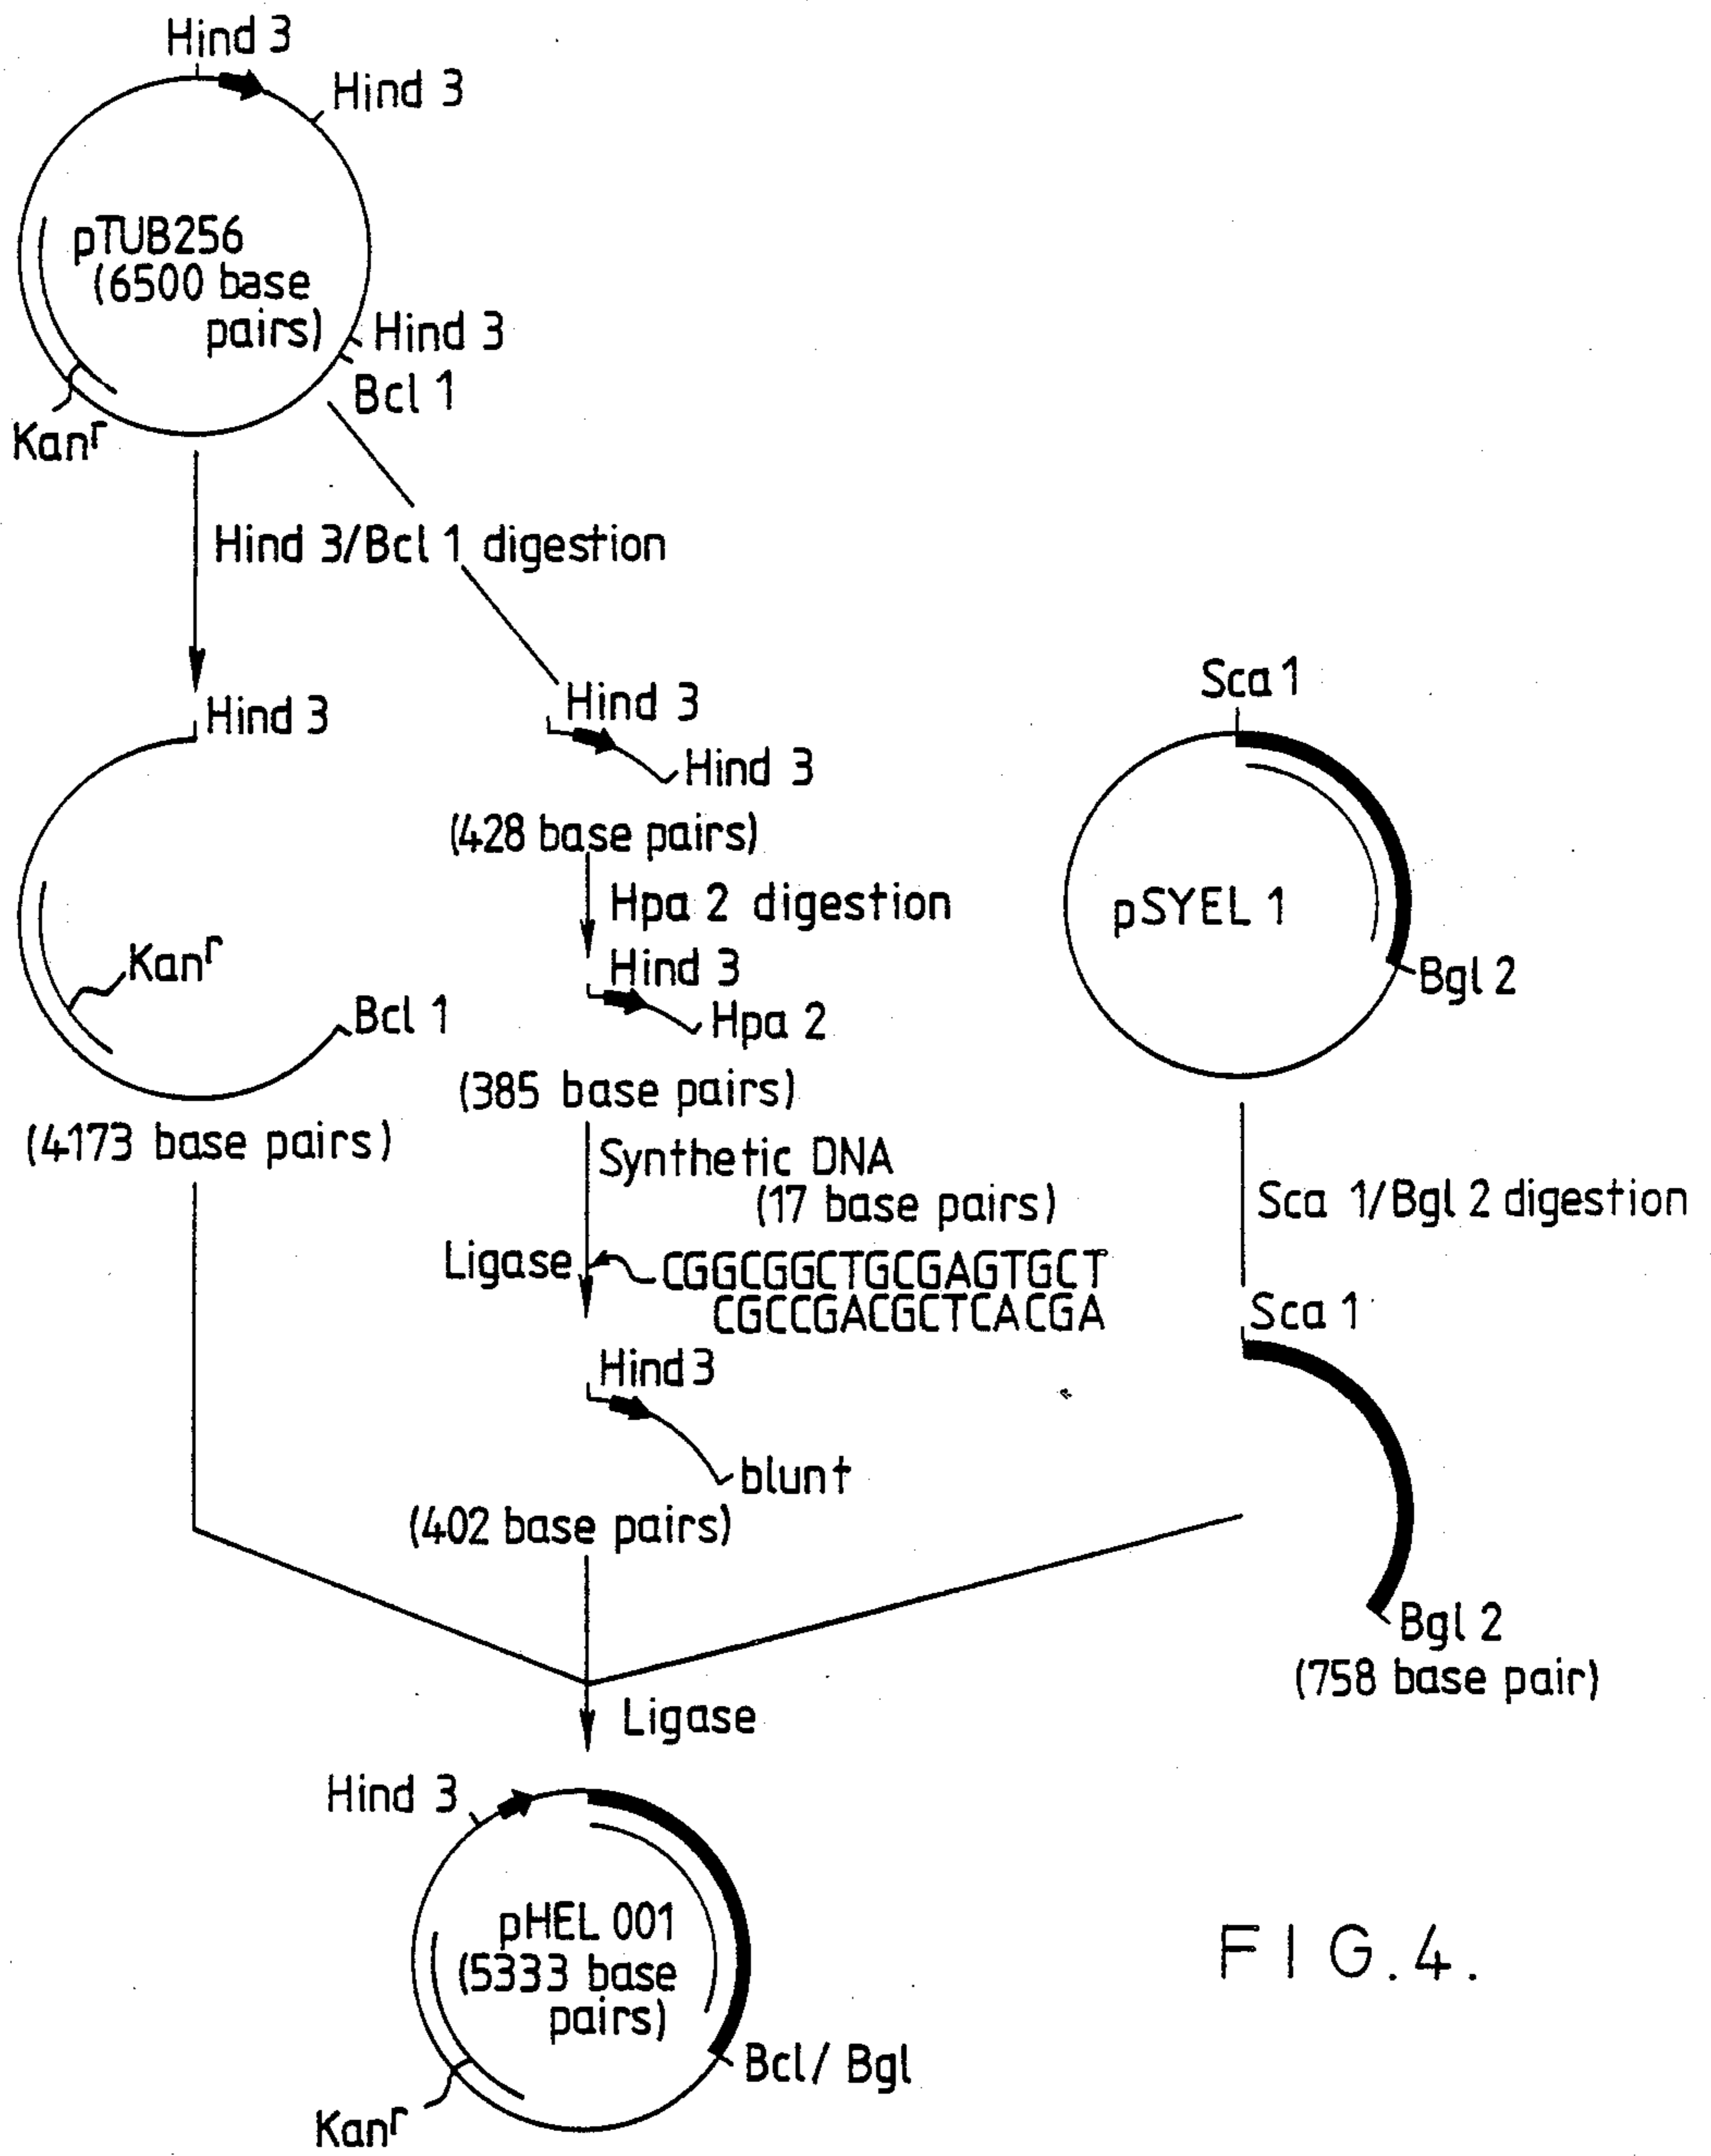 Hind 3
Hind 3
pTUB256
(6500 base
pairs)
Hind 3
Bcl 1
Kanʳ
Hind 3/Bcl 1 digestion
Hind 3
Hind 3
Hind 3
(428 base pairs)
Hpa 2 digestion
Hind 3
Hpa 2
(385 base pairs)
Kanʳ
Bcl 1
(4173 base pairs)
Sca 1
pSYEL 1
Bgl 2
Synthetic DNA
(17 base pairs)
Ligase
CGGCGGCTGCGAGTGCT
CGCCGACGCTCACGA
Sca 1/Bgl 2 digestion
Sca 1
Hind3
blunt
(402 base pairs)
Bgl 2
(758 base pair)
Ligase
Hind 3
pHEL 001
(5333 base
pairs)
Bcl/ Bgl
Kanʳ
FIG.4.